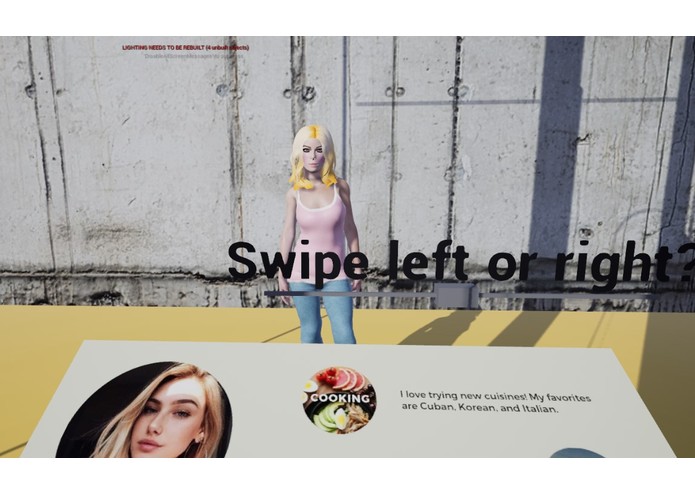 LIGHTING NEEDS TO BE REBUILT (4 unbuilt objects)
Swipe left or right?
COOKING
I love trying new cuisines! My favorites
are Cuban, Korean, and Italian.